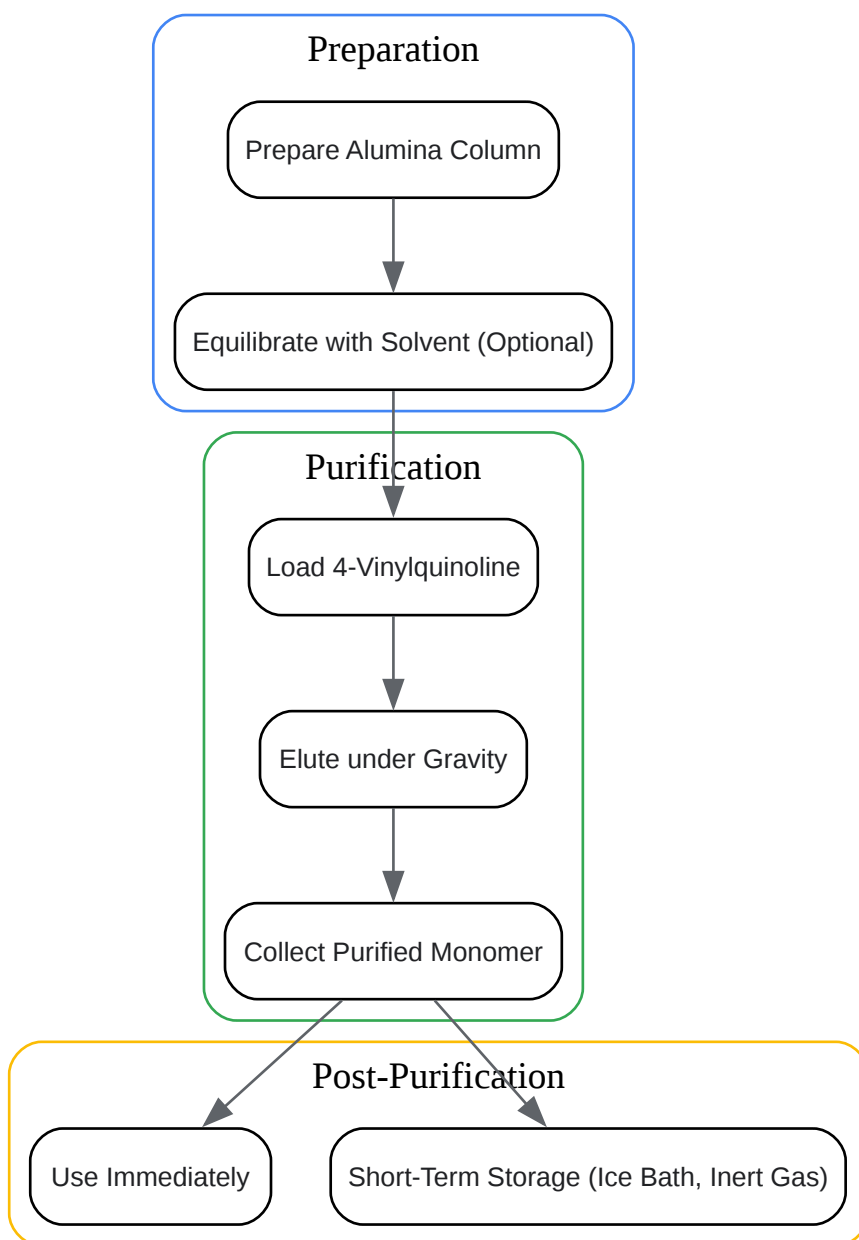 Preparation
Prepare Alumina Column
Equilibrate with Solvent (Optional)
Purification
Load 4-Vinylquinoline
Elute under Gravity
Collect Purified Monomer
Post-Purification
Use Immediately
Short-Term Storage (Ice Bath, Inert Gas)